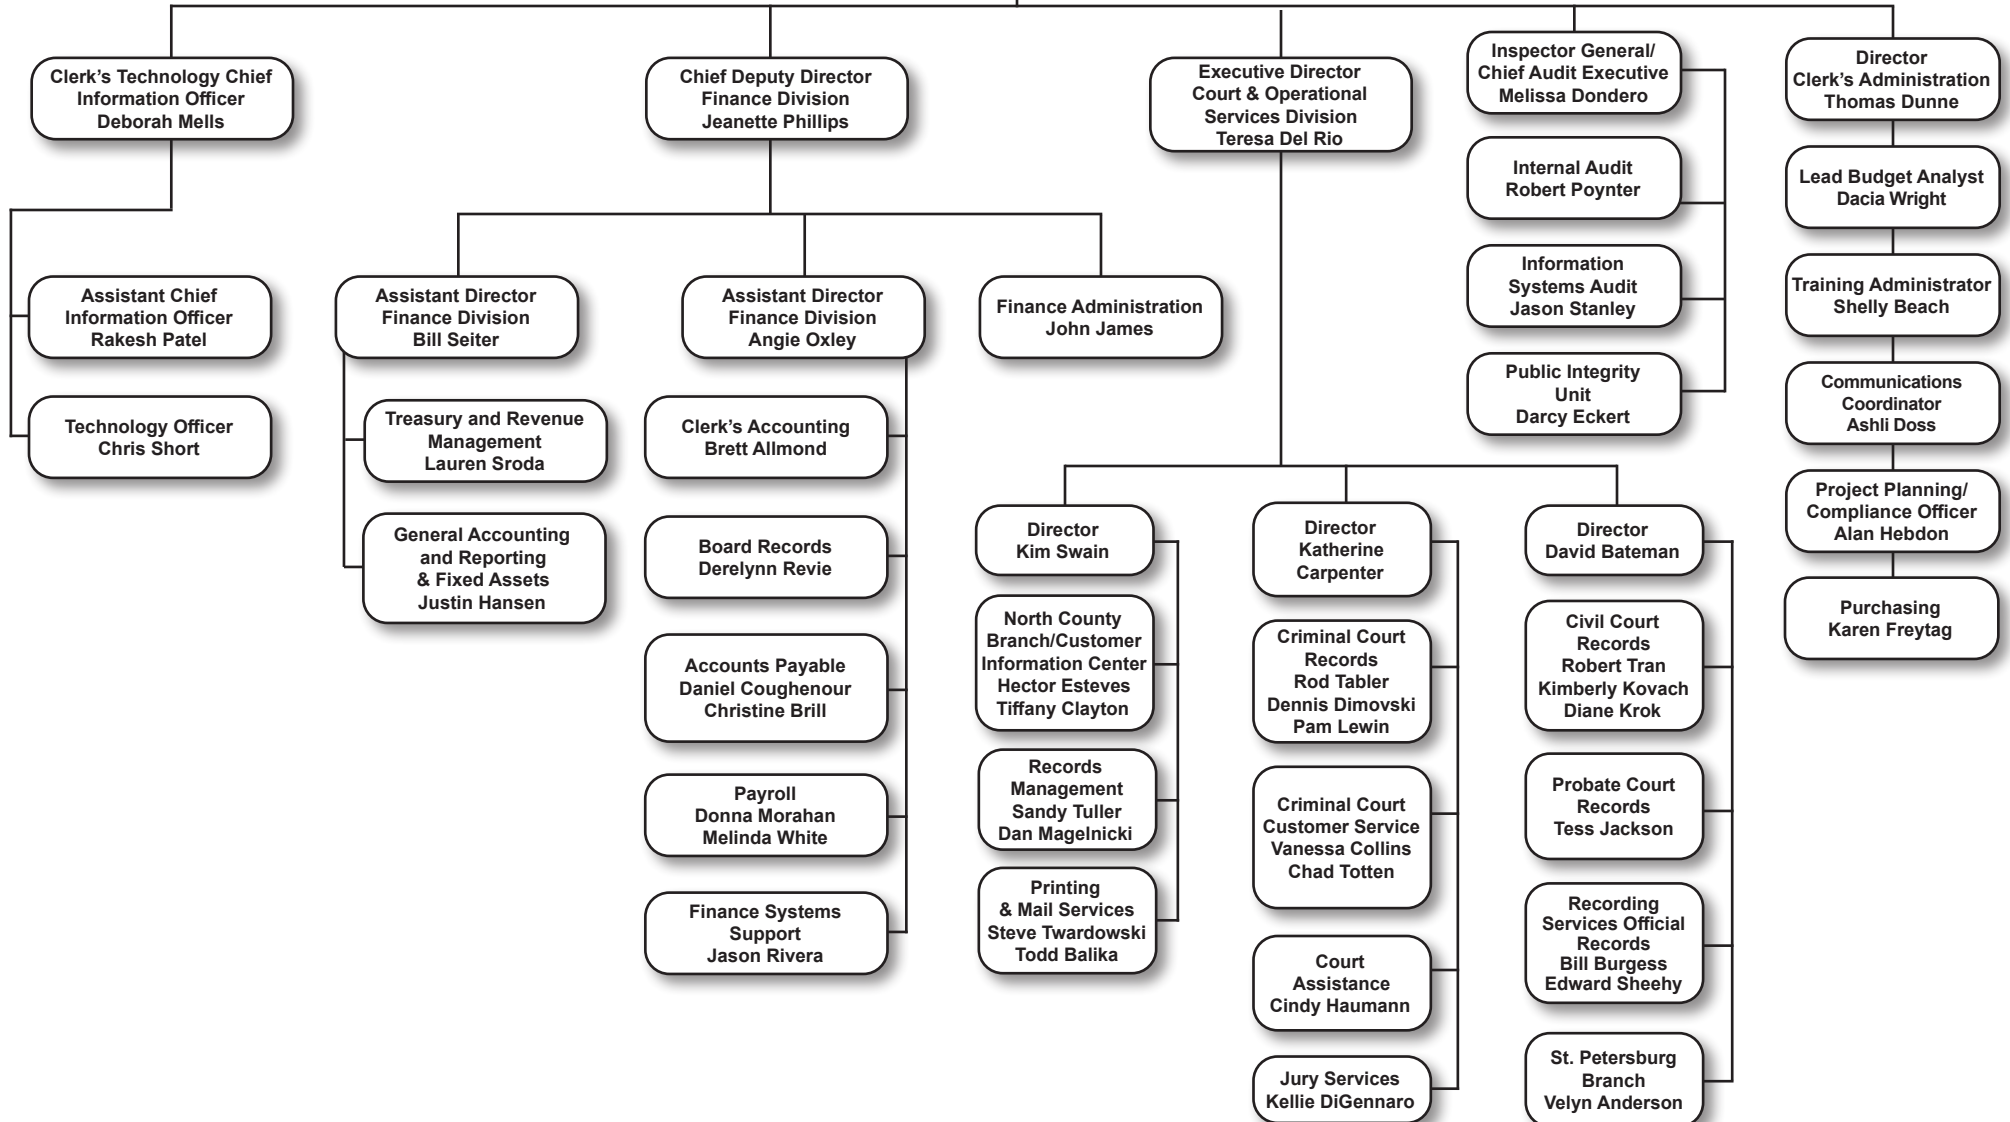 Clerk's Technology Chief
Information Officer
Deborah Mells
Chief Deputy Director
Finance Division
Jeanette Phillips
Executive Director
Court & Operational
Services Division
Teresa Del Rio
Inspector General/
Chief Audit Executive
Melissa Dondero
Director
Clerk's Administration
Thomas Dunne
Assistant Chief
Information Officer
Rakesh Patel
Technology Officer
Chris Short
Assistant Director
Finance Division
Bill Seiter
Treasury and Revenue
Management
Lauren Sroda
General Accounting
and Reporting
& Fixed Assets
Justin Hansen
Assistant Director
Finance Division
Angie Oxley
Clerk's Accounting
Brett Allmond
Board Records
Derelynn Revie
Accounts Payable
Daniel Coughenour
Christine Brill
Payroll
Donna Morahan
Melinda White
Finance Systems
Support
Jason Rivera
Finance Administration
John James
Director
Kim Swain
North County
Branch/Customer
Information Center
Hector Esteves
Tiffany Clayton
Records
Management
Sandy Tuller
Dan Magelnicki
Printing
& Mail Services
Steve Twardowski
Todd Balika
Director
Katherine
Carpenter
Criminal Court
Records
Rod Tabler
Dennis Dimovski
Pam Lewin
Criminal Court
Customer Service
Vanessa Collins
Chad Totten
Court
Assistance
Cindy Haumann
Jury Services
Kellie DiGennaro
Director
David Bateman
Civil Court
Records
Robert Tran
Kimberly Kovach
Diane Krok
Probate Court
Records
Tess Jackson
Recording
Services Official
Records
Bill Burgess
Edward Sheehy
St. Petersburg
Branch
Velyn Anderson
Internal Audit
Robert Poynter
Information
Systems Audit
Jason Stanley
Public Integrity
Unit
Darcy Eckert
Lead Budget Analyst
Dacia Wright
Training Administrator
Shelly Beach
Communications
Coordinator
Ashli Doss
Project Planning/
Compliance Officer
Alan Hebdon
Purchasing
Karen Freytag